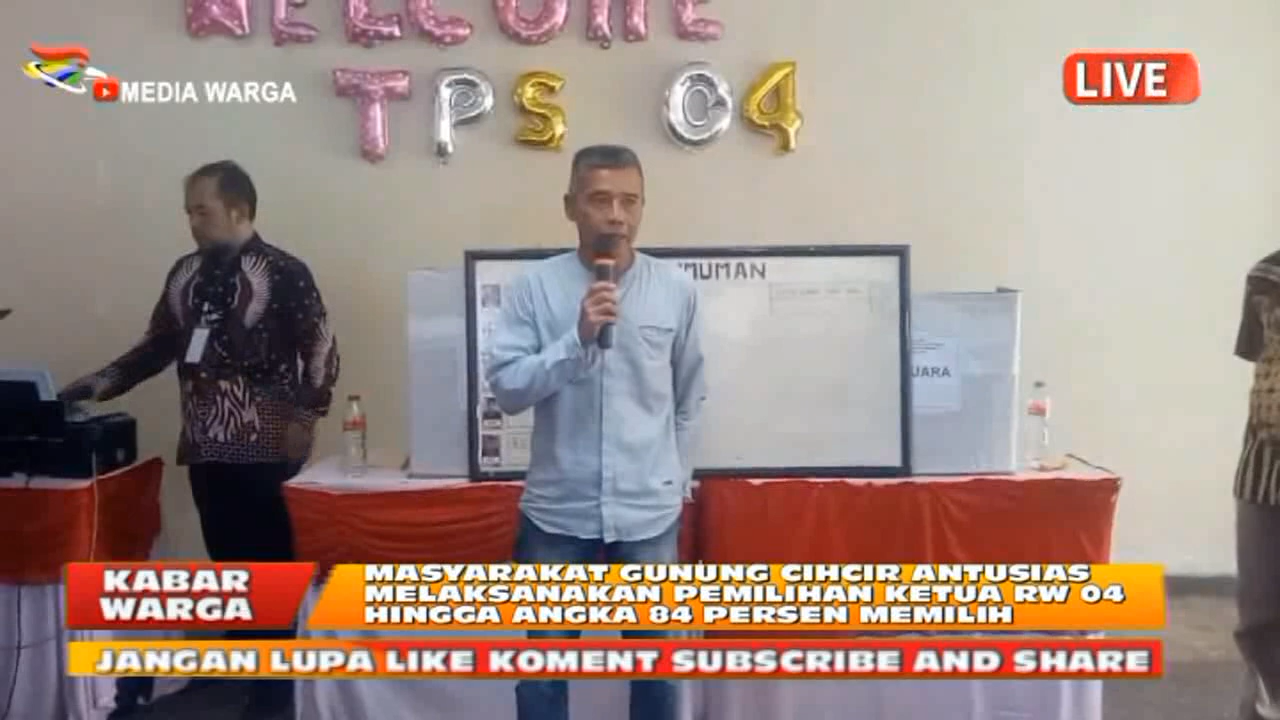 WELCOME
TPS 04
MEDIA WARGA
LIVE
UMUMAN
UARA
KABAR
WARGA
MASYARAKAT GUNUNG CIHCIR ANTUSIAS
MELAKSANAKAN PEMILIHAN KETUA RW 04
HINGGA ANGKA 84 PERSEN MEMILIH
JANGAN LUPA LIKE KOMENT SUBSCRIBE AND SHARE